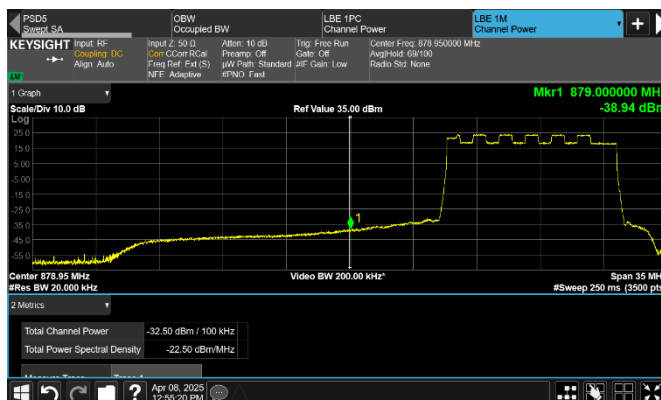 PSD5
Swept SA
OBW
Occupied BW
LBE 1PC
Channel Power
LBE 1M
Channel Power
KEYSIGHT
Input: RF
Coupling: DC
Align: Auto
Input Z: 50 Ω
Corr CCorr RCal
Freq Ref: Ext (S)
NFE: Adaptive
Atten: 10 dB
Preamp: Off
µW Path: Standard
#PNO: Fast
Trig: Free Run
Gate: Off
#IF Gain: Low
Center Freq: 878.950000 MHz
Avg|Hold: 69/100
Radio Std: None
1 Graph
Mkr1 879.000000 MH
Scale/Div 10.0 dB
Ref Value 35.00 dBm
-38.94 dBm
Log
25.0
15.0
5.00
-5.00
-15.0
-25.0
-35.0
-45.0
-55.0
1
Center 878.95 MHz
Video BW 200.00 kHz*
Span 35 MH
#Res BW 20.000 kHz
#Sweep 250 ms (3500 pts
2 Metrics
Total Channel Power
-32.50 dBm / 100 kHz
Total Power Spectral Density
-22.50 dBm/MHz
Measure Trace
Trace 1
Apr 08, 2025
12:55:20 PM